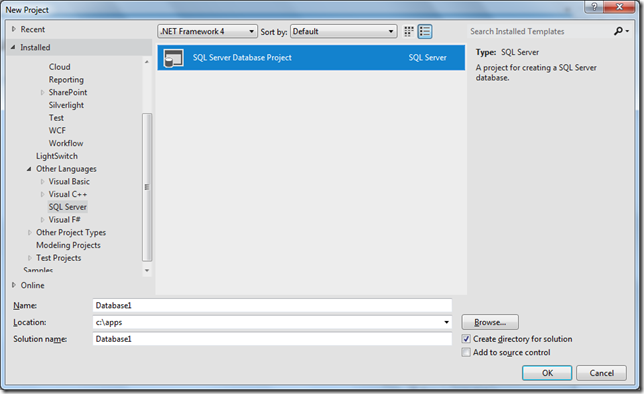 New Project
Recent
.NET Framework 4
Sort by: Default
Search Installed Templates
Installed
Cloud
Reporting
SharePoint
Silverlight
Test
WCF
Workflow
LightSwitch
Other Languages
Visual Basic
Visual C++
SQL Server
Visual F#
Other Project Types
Modeling Projects
Test Projects
Samples
Online
SQL Server Database Project SQL Server
Type: SQL Server
A project for creating a SQL Server
database.
Name: Database1
Location: c:\apps
Browse...
Solution name: Database1
Create directory for solution
Add to source control
OK
Cancel